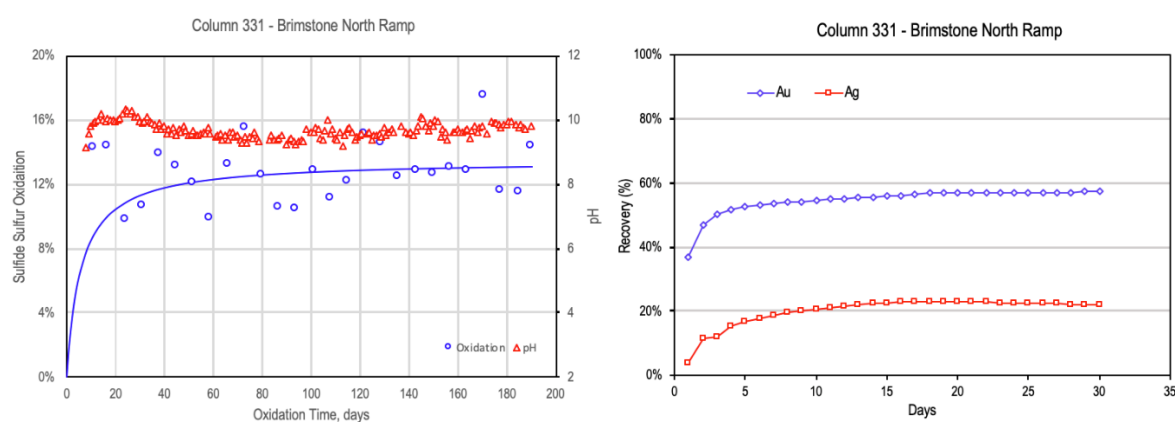 Column 331 - Brimstone North Ramp
20%
16%
12%
8%
4%
0%
Sulfide Sulfur Oxidaition
12
10
8
6
4
2
pH
Oxidation
pH
0 20 40 60 80 100 120 140 160 180 200
Oxidation Time, days
Column 331 - Brimstone North Ramp
100%
80%
60%
40%
20%
0%
Recovery (%)
Au
Ag
0 5 10 15 20 25 30 35
Days